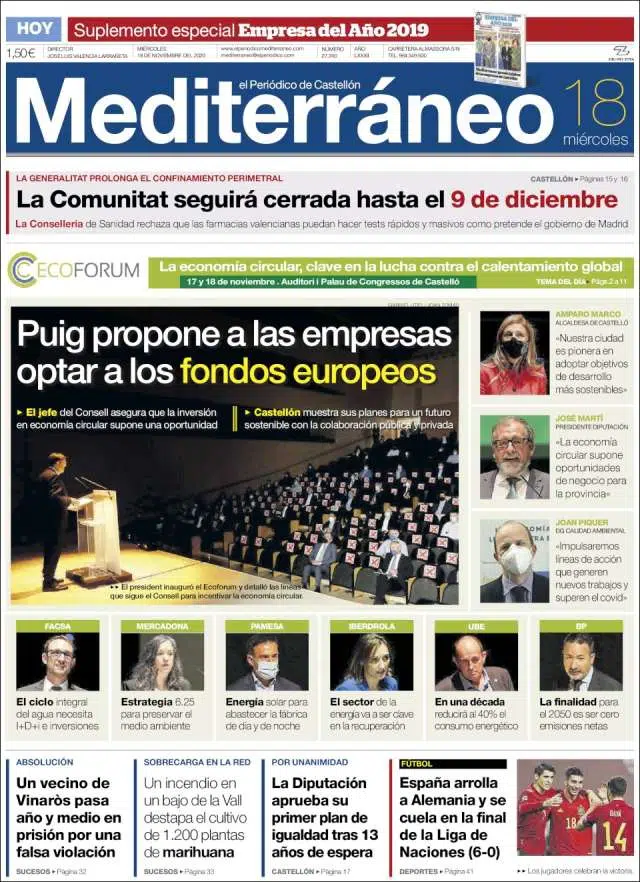 HOY
Suplemento especial Empresa del Año 2019
1,50 €
DIRECTOR
JOSÉ LUIS VALENCIA LARRAÑETA
MIÉRCOLES
18 DE NOVIEMBRE DEL 2020
www.elperiodicomediterraneo.com
mediterraneo@elperiodico.com
NÚMERO
AÑO
CARRETERA ALMASSORA S/N
el Periódico de Castellón
Mediterráneo
18
miércoles
LA GENERALITAT PROLONGA EL CONFINAMIENTO PERIMETRAL
CASTELLÓN ► Páginas 15 y 16
La Comunitat seguirá cerrada hasta el 9 de diciembre
La Conselleria de Sanidad rechaza que las farmacias valencianas puedan hacer tests rápidos y masivos como pretende el gobierno de Madrid
ECOFORUM
La economía circular, clave en la lucha contra el calentamiento global
17 y 18 de noviembre . Auditori i Palau de Congressos de Castelló
TEMA DEL DÍA ► Pág. 2 a 11
Puig propone a las empresas
optar a los fondos europeos
► El jefe del Consell asegura que la inversión
en economía circular supone una oportunidad
► Castellón muestra sus planes para un futuro
sostenible con la colaboración pública y privada
►► El president inauguró el Ecoforum y detalló las líneas
que sigue el Consell para incentivar la economía circular.
AMPARO MARCO
ALCALDESA DE CASTELLÓ
«Nuestra ciudad
es pionera en
adoptar objetivos
de desarrollo
más sostenibles»
JOSÉ MARTÍ
PRESIDENTE DIPUTACIÓN
«La economía
circular supone
oportunidades
de negocio para
la provincia»
JOAN PIQUER
DG CALIDAD AMBIENTAL
«Impulsaremos
líneas de acción
que generen
nuevos trabajos y
superen el covid»
FACSA
El ciclo integral
del agua necesita
I+D+i e inversiones
MERCADONA
Estrategia 6.25
para preservar el
medio ambiente
PAMESA
Energía solar para
abastecer la fábrica
de día y de noche
IBERDROLA
El sector de la
energía va a ser clave
en la recuperación
UBE
En una década
reducirá al 40% el
consumo energético
BP
La finalidad para
el 2050 es ser cero
emisiones netas
ABSOLUCIÓN
Un vecino de
Vinaròs pasa
año y medio en
prisión por una
falsa violación
SUCESOS ► Página 32
SOBRECARGA EN LA RED
Un incendio en
un bajo de la Vall
destapa el cultivo
de 1.200 plantas
de marihuana
SUCESOS ► Página 33
POR UNANIMIDAD
La Diputación
aprueba su
primer plan de
igualdad tras 13
años de espera
CASTELLÓN ► Página 17
FÚTBOL
España arrolla
a Alemania y se
cuela en la final
de la Liga de
Naciones (6-0)
DEPORTES ► Página 41
18
14
►► Los jugadores celebran la victoria.